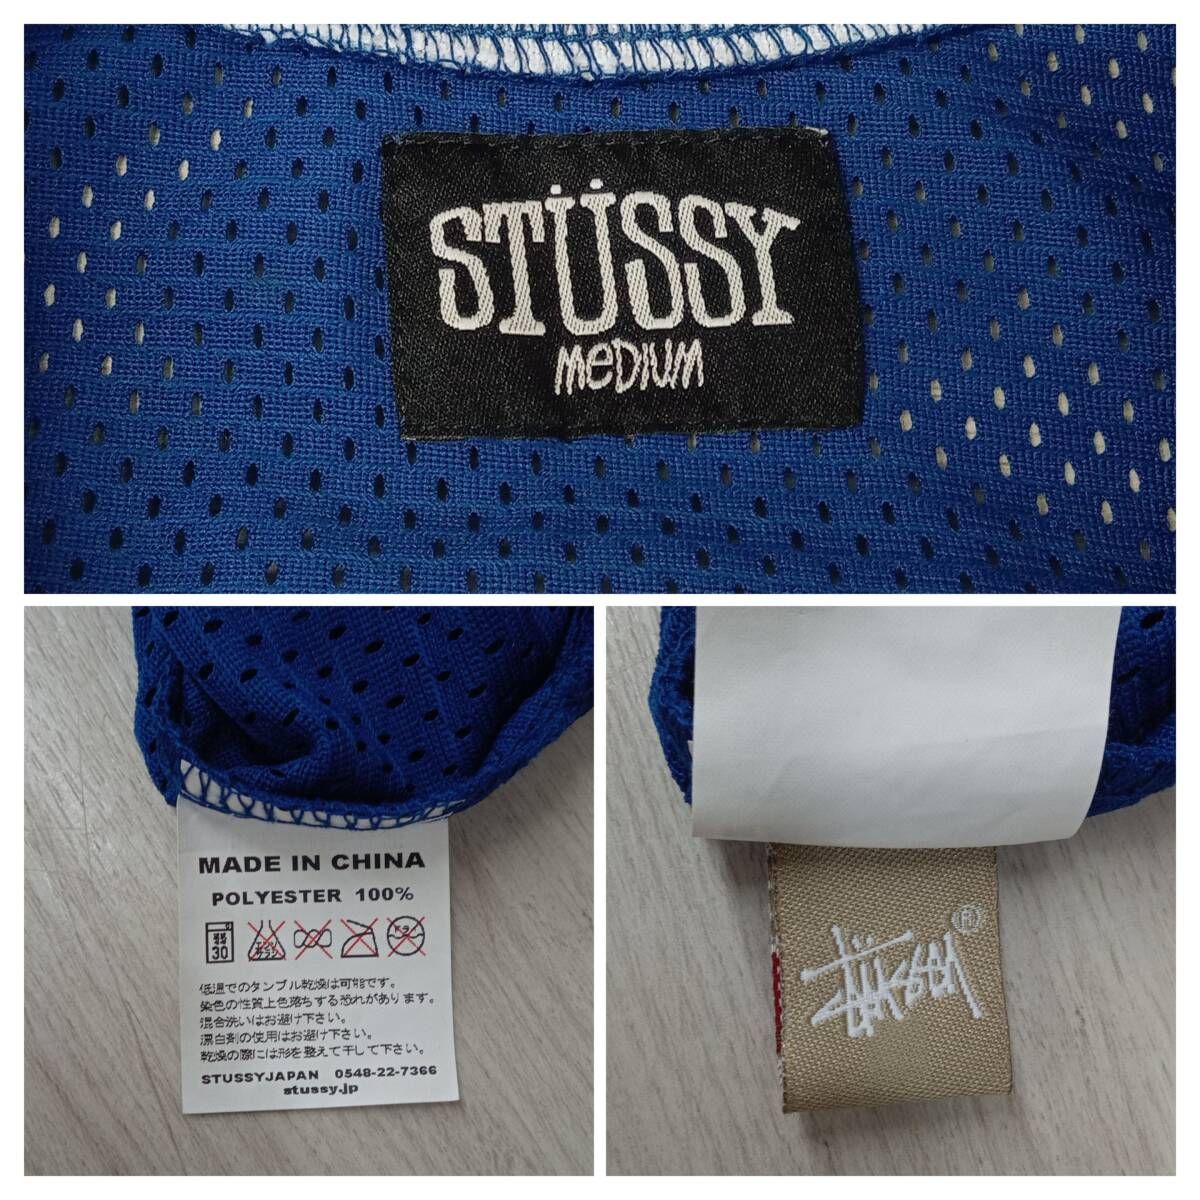 STÜSSY
MEDIUM
MADE IN CHINA
POLYESTER 100%
30
低温でのタンブル乾燥は可能です。
染色の性質上色落ちする恐れがあります。
混合洗いはお避け下さい。
漂白剤の使用はお避け下さい。
乾燥の際には形を整えて干して下さい。
STUSSYJAPAN 0548-22-7366
stussy.jp
Stüssy ®